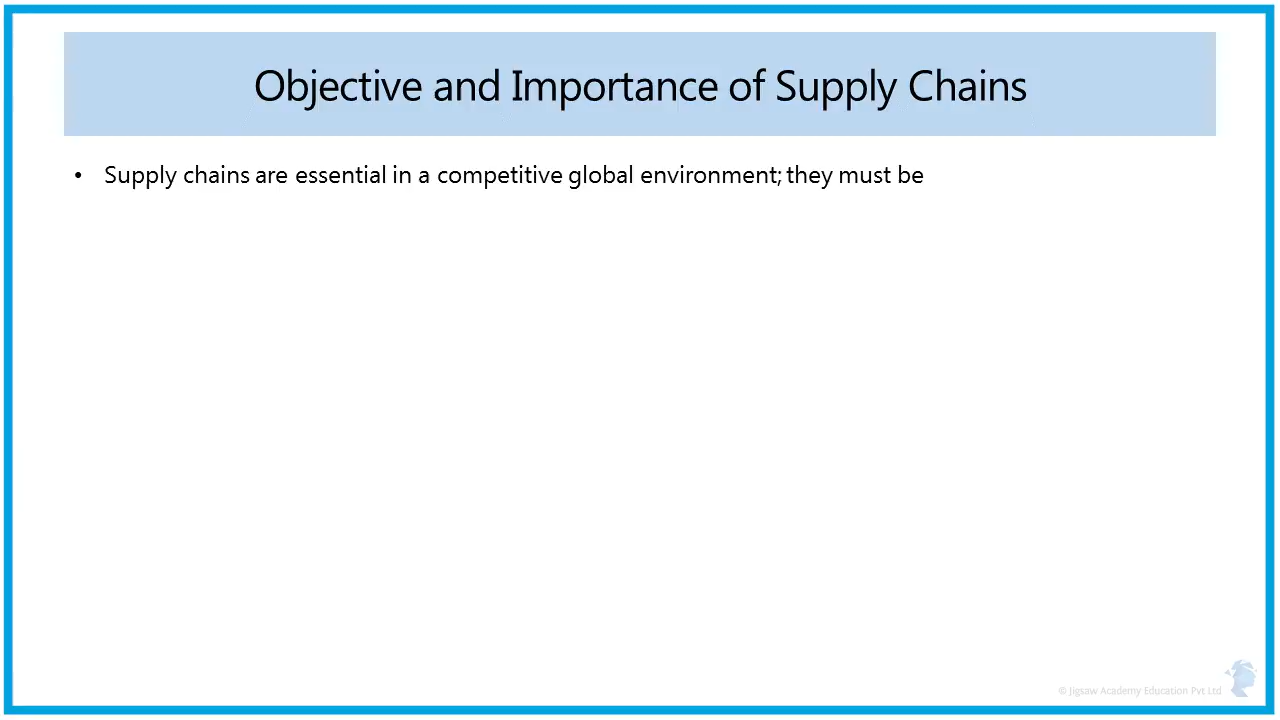 Objective and Importance of Supply Chains
• Supply chains are essential in a competitive global environment; they must be
© Jigsaw Academy Education Pvt Ltd